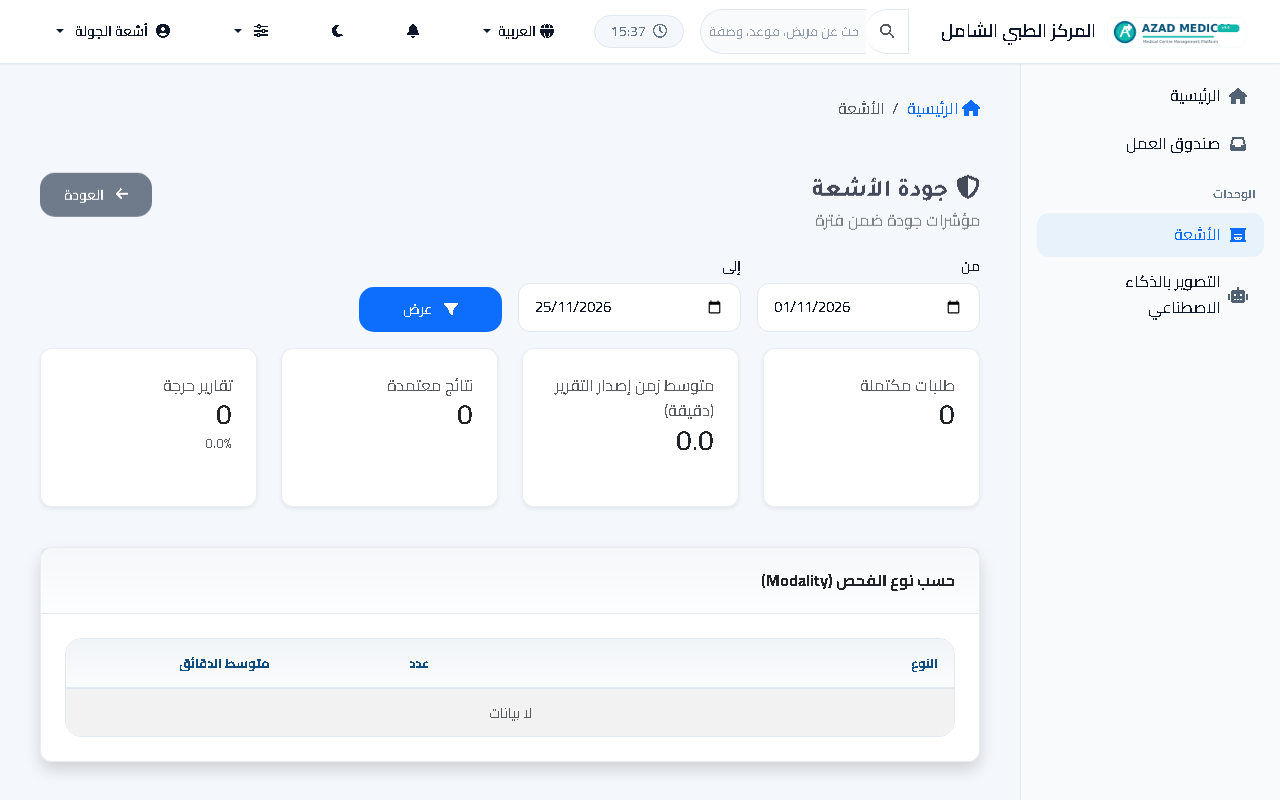 AZAD MEDIC
Medical Centre Management Platform
المركز الطبي الشامل
حث عن مريض، موعد، وصفة
15:37
العربية
أشعة الجولة
الرئيسية
صندوق العمل
الوحدات
الأشعة
التصوير بالذكاء
الاصطناعي
الرئيسية / الأشعة
جودة الأشعة
مؤشرات جودة ضمن فترة
العودة
من
01/11/2026
إلى
25/11/2026
عرض
طلبات مكتملة
0
متوسط زمن إصدار التقرير
(دقيقة)
0.0
نتائج معتمدة
0
تقارير حرجة
0
0.0%
حسب نوع الفحص (Modality)
النوع عدد متوسط الدقائق
لا بيانات